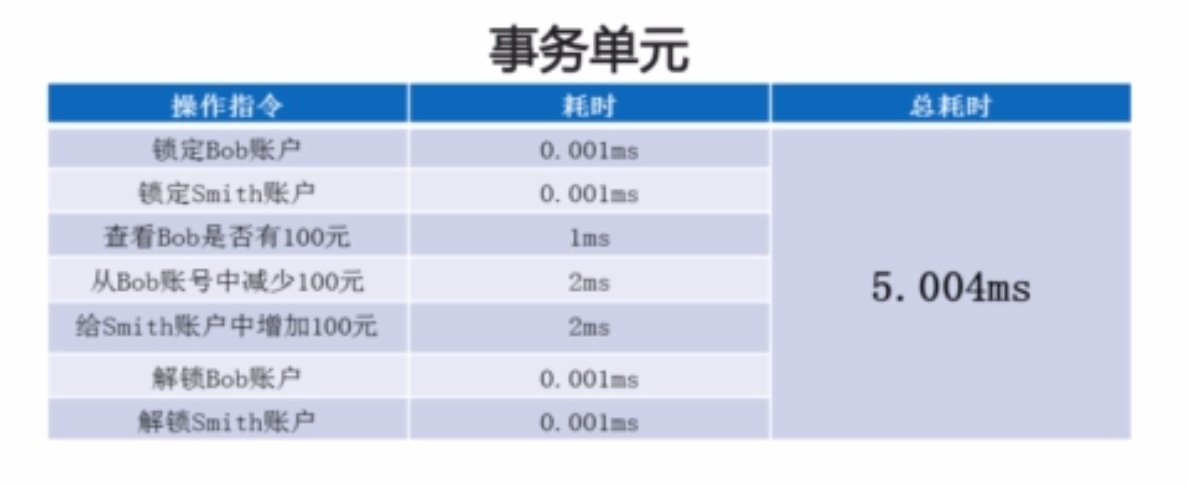 事务单元
操作指令 耗时 总耗时
锁定Bob账户 0.001ms
锁定Smith账户 0.001ms
查看Bob是否有100元 1ms
从Bob账号中减少100元 2ms
5.004ms
给Smith账户中增加100元 2ms
解锁Bob账户 0.001ms
解锁Smith账户 0.001ms